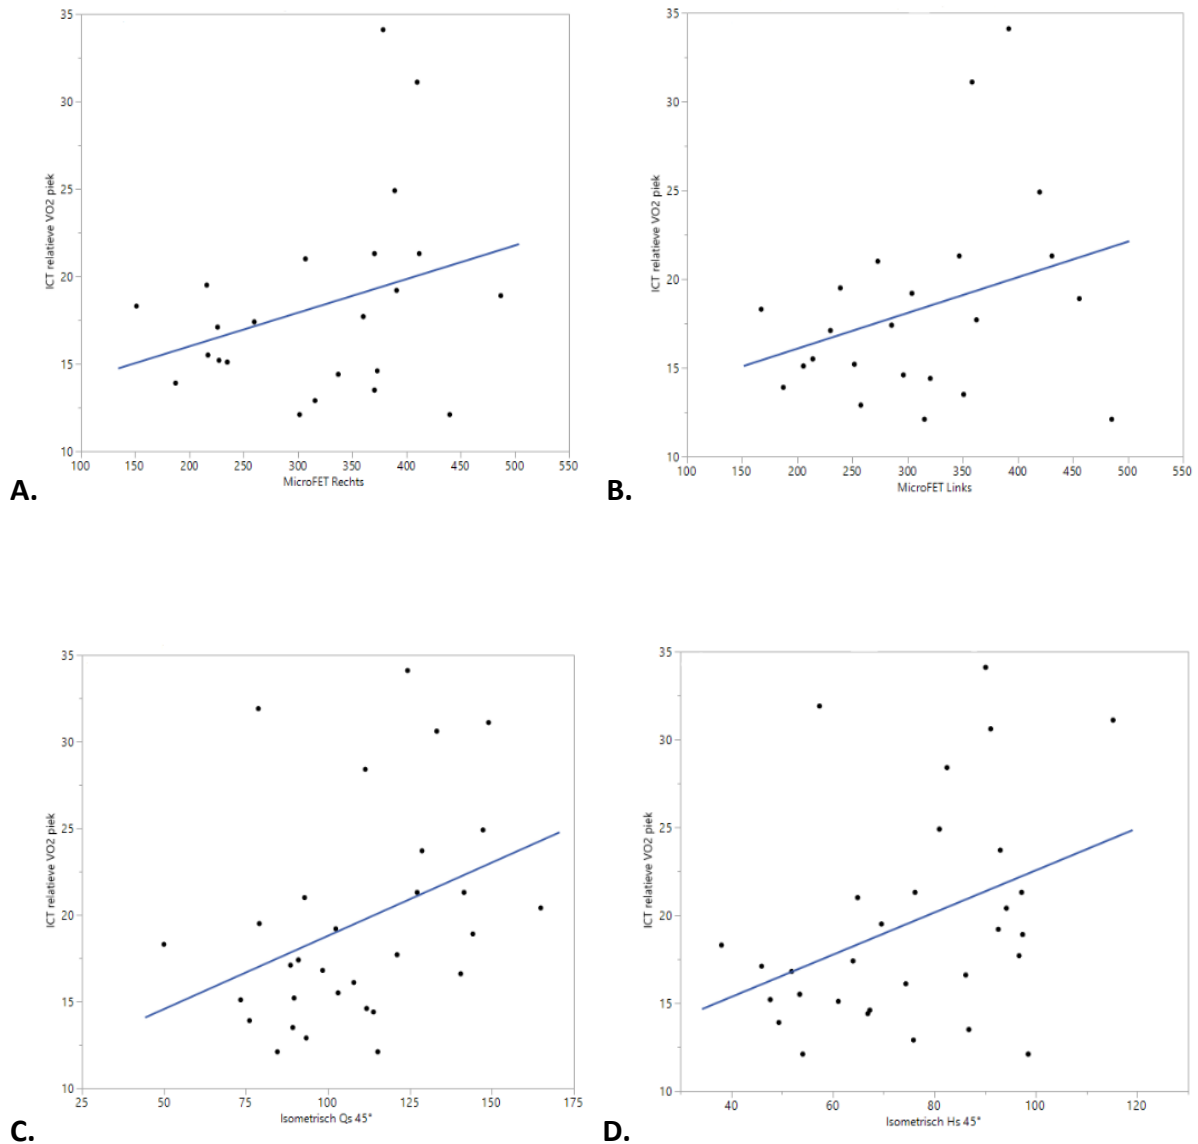 35
30
25
20
15
10
ICT relatieve VO2 piek
100 150 200 250 300 350 400 450 500 550
MicroFET Rechts
A.
35
30
25
20
15
10
ICT relatieve VO2 piek
100 150 200 250 300 350 400 450 500 550
MicroFET Links
B.
35
30
25
20
15
10
ICT relatieve VO2 piek
25 50 75 100 125 150 175
Isometrisch Qs 45°
C.
35
30
25
20
15
10
ICT relatieve VO2 piek
40 60 80 100 120
Isometrisch Hs 45°
D.